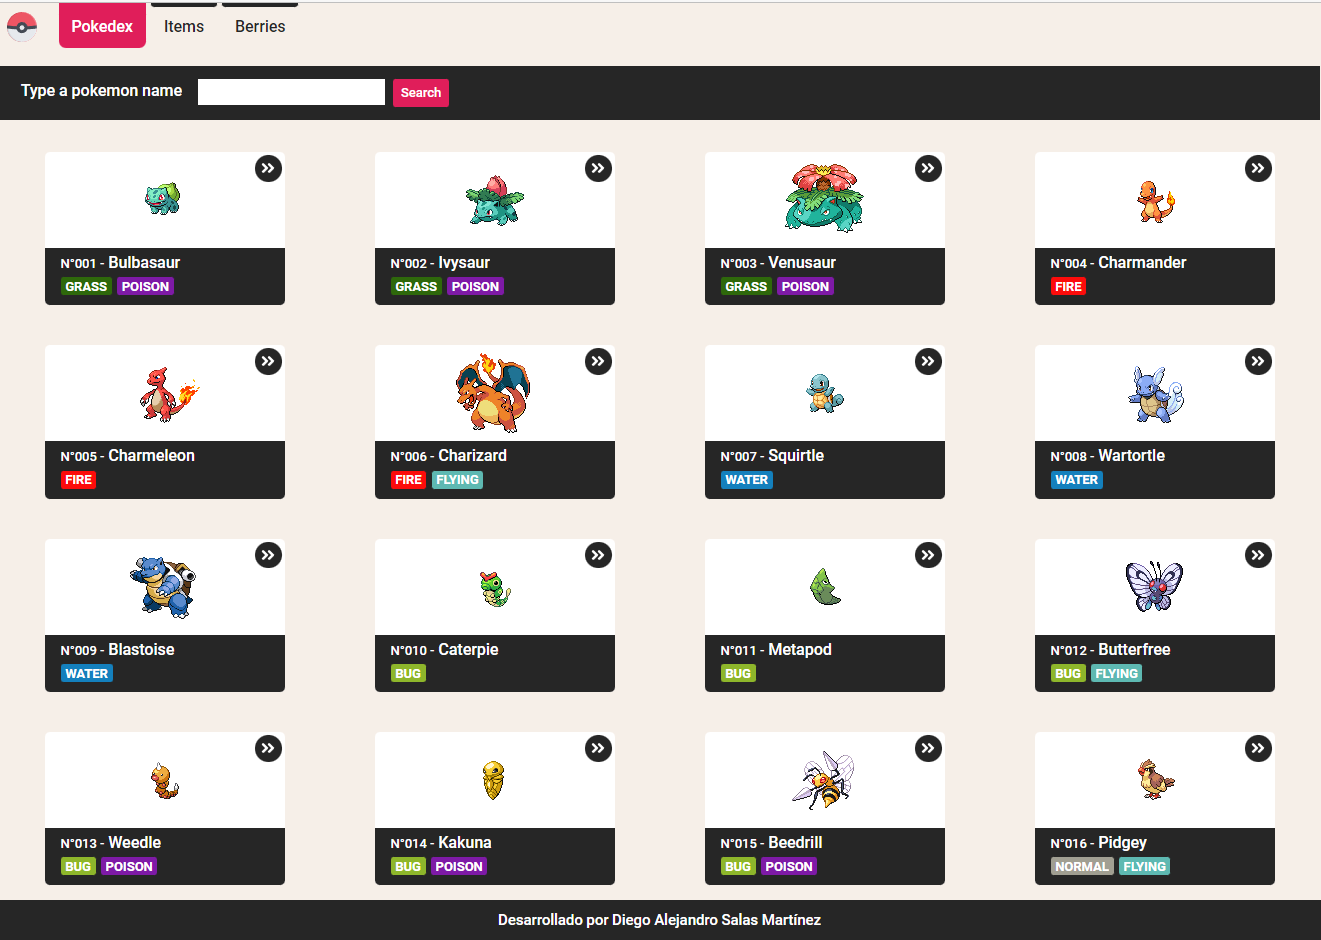 Pokedex Items Berries
Type a pokemon name Search
N°001 - Bulbasaur
GRASS POISON
N°002 - Ivysaur
GRASS POISON
N°003 - Venusaur
GRASS POISON
N°004 - Charmander
FIRE
N°005 - Charmeleon
FIRE
N°006 - Charizard
FIRE FLYING
N°007 - Squirtle
WATER
N°008 - Wartortle
WATER
N°009 - Blastoise
WATER
N°010 - Caterpie
BUG
N°011 - Metapod
BUG
N°012 - Butterfree
BUG FLYING
N°013 - Weedle
BUG POISON
N°014 - Kakuna
BUG POISON
N°015 - Beedrill
BUG POISON
N°016 - Pidgey
NORMAL FLYING
Desarrollado por Diego Alejandro Salas Martínez